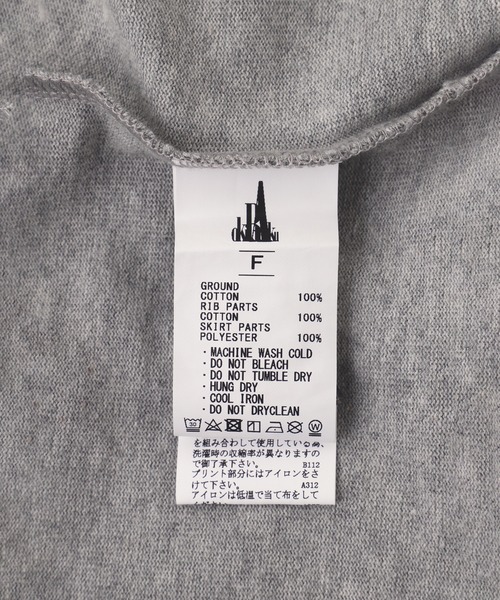 F
GROUND
COTTON 100%
RIB PARTS
COTTON 100%
SKIRT PARTS
POLYESTER 100%
・MACHINE WASH COLD
・DO NOT BLEACH
・DO NOT TUMBLE DRY
・HUNG DRY
・COOL IRON
・DO NOT DRYCLEAN
30 W
を組み合わして使用している為、
洗濯時の収縮率が異なりますの
で御了承下さい。 B112
プリント部分にはアイロンをさ
けて下さい。 A312
アイロンは低温で当て布をして